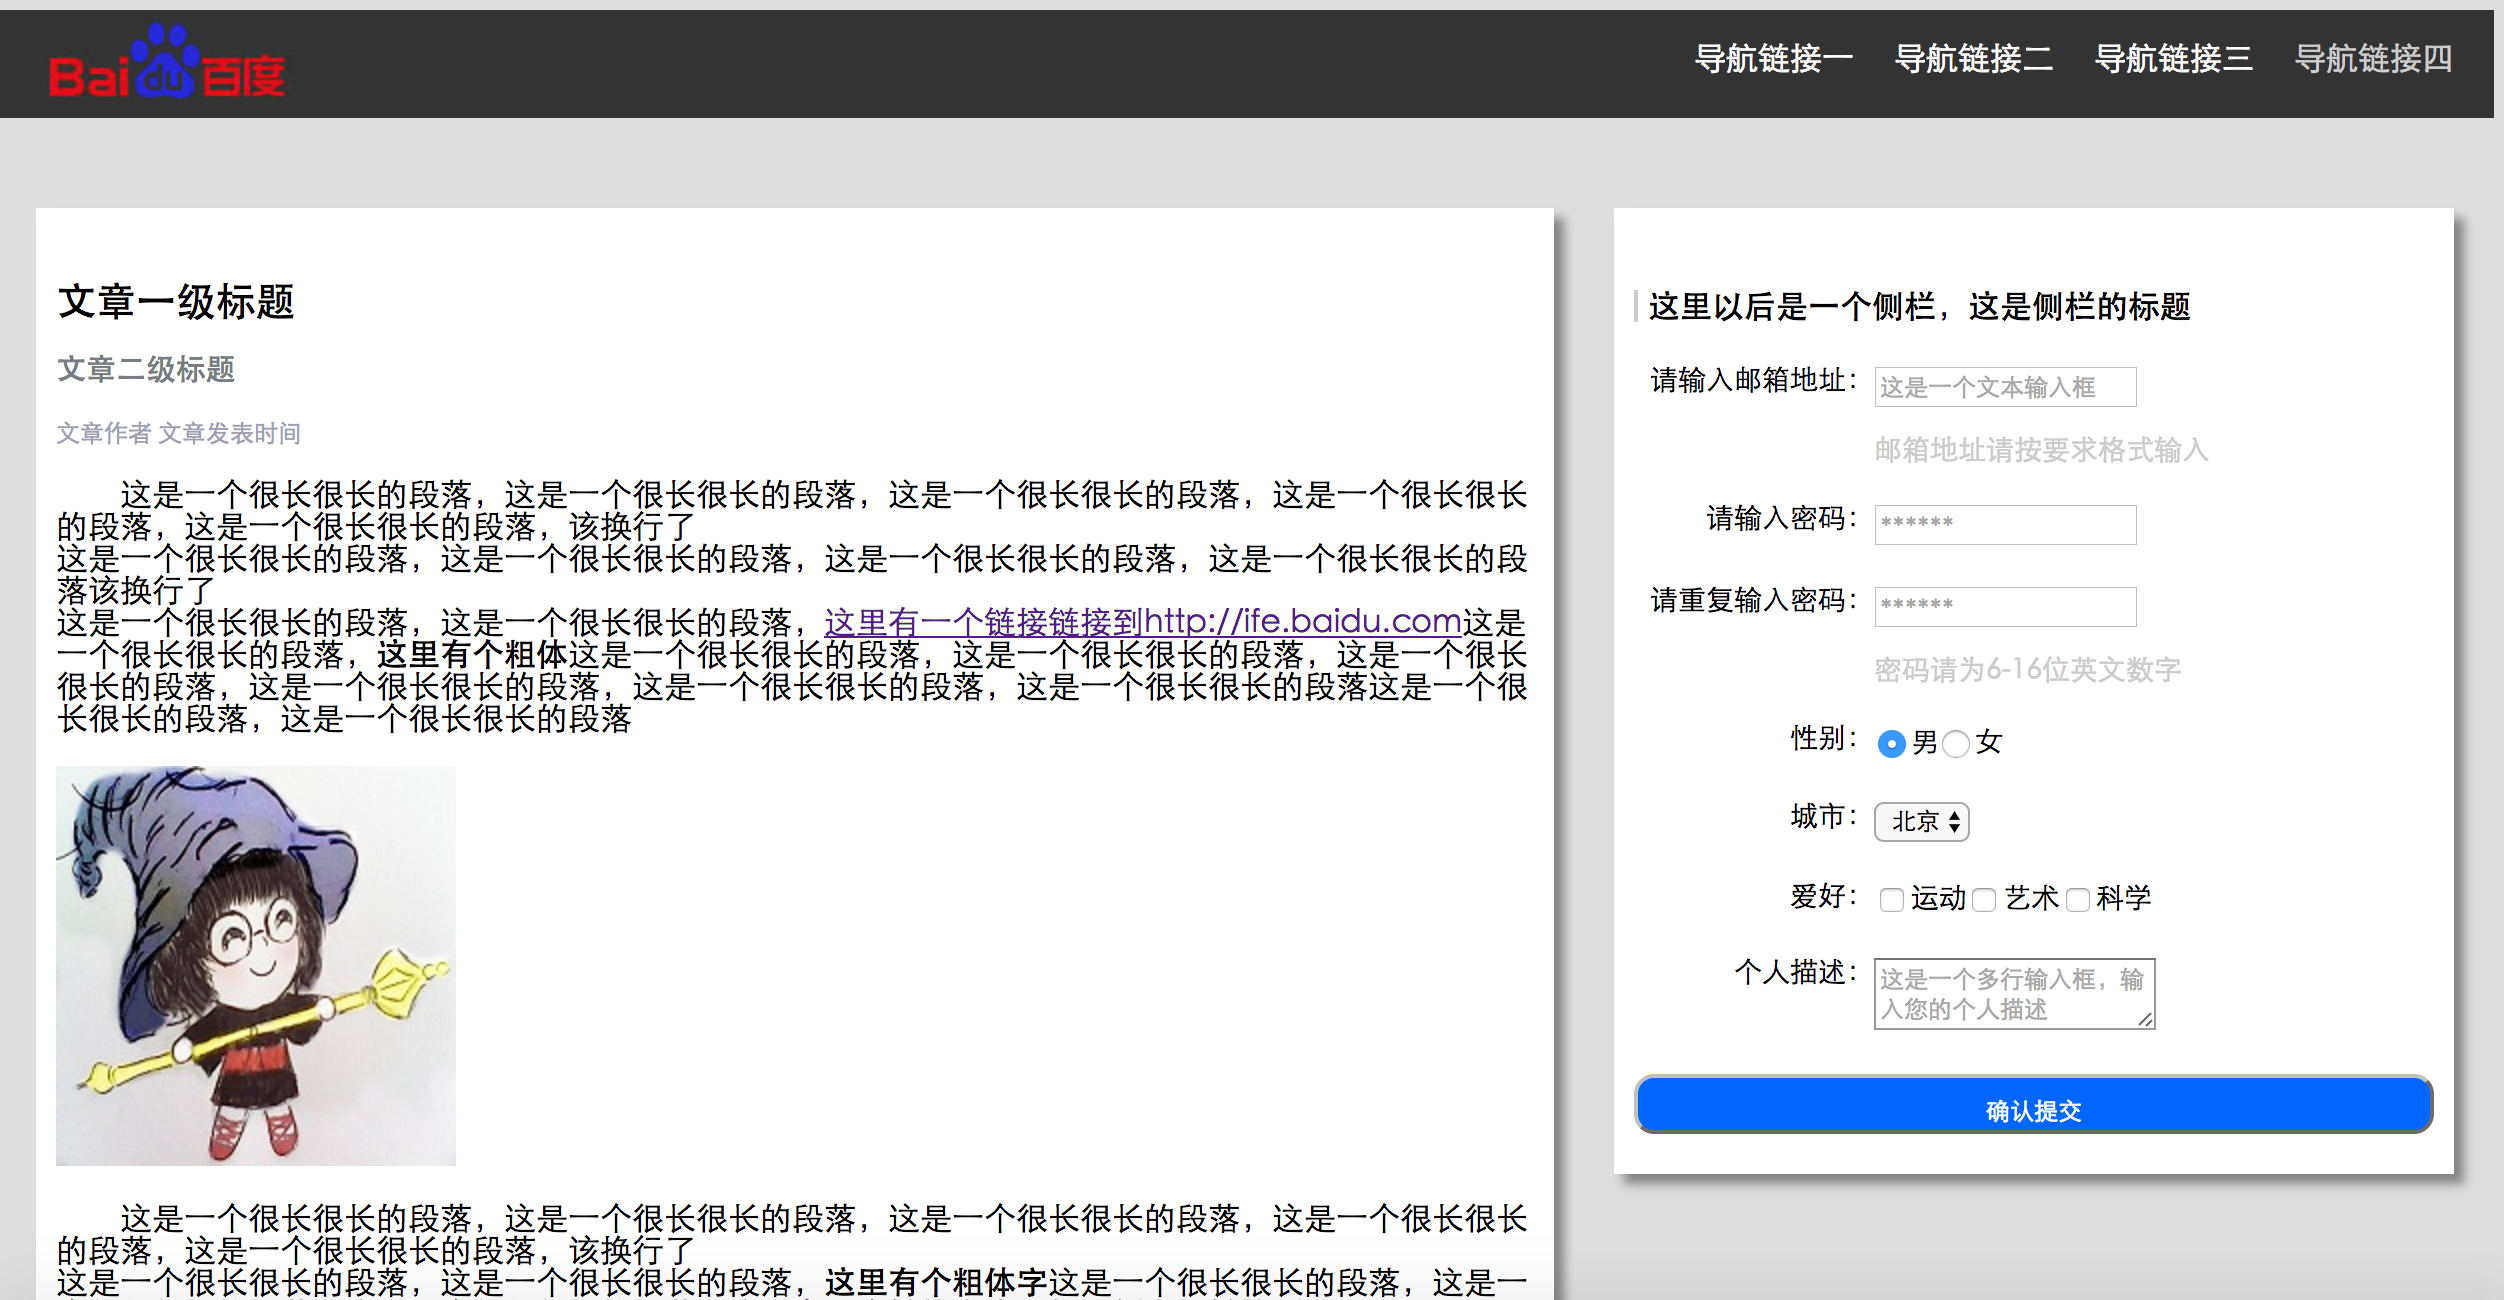 Baidu百度
导航链接一 导航链接二 导航链接三 导航链接四
文章一级标题
文章二级标题
文章作者 文章发表时间
这是一个很长很长的段落，这是一个很长很长的段落，这是一个很长很长的段落，这是一个很长很长
的段落，这是一个很长很长的段落，该换行了
这是一个很长很长的段落，这是一个很长很长的段落，这是一个很长很长的段落，这是一个很长很长的段
落该换行了
这是一个很长很长的段落，这是一个很长很长的段落，这里有一个链接链接到http://ife.baidu.com这是
一个很长很长的段落，这里有个粗体这是一个很长很长的段落，这是一个很长很长的段落，这是一个很长
很长的段落，这是一个很长很长的段落，这是一个很长很长的段落，这是一个很长很长的段落这是一个很
长很长的段落，这是一个很长很长的段落
这是一个很长很长的段落，这是一个很长很长的段落，这是一个很长很长的段落，这是一个很长很长
的段落，这是一个很长很长的段落，该换行了
这是一个很长很长的段落，这是一个很长很长的段落，这里有个粗体字这是一个很长很长的段落，这是一
这里以后是一个侧栏，这是侧栏的标题
请输入邮箱地址： 这是一个文本输入框
邮箱地址请按要求格式输入
请输入密码： ******
请重复输入密码： ******
密码请为6-16位英文数字
性别： 男 女
城市： 北京
爱好： 运动 艺术 科学
个人描述： 这是一个多行输入框，输
入您的个人描述
确认提交